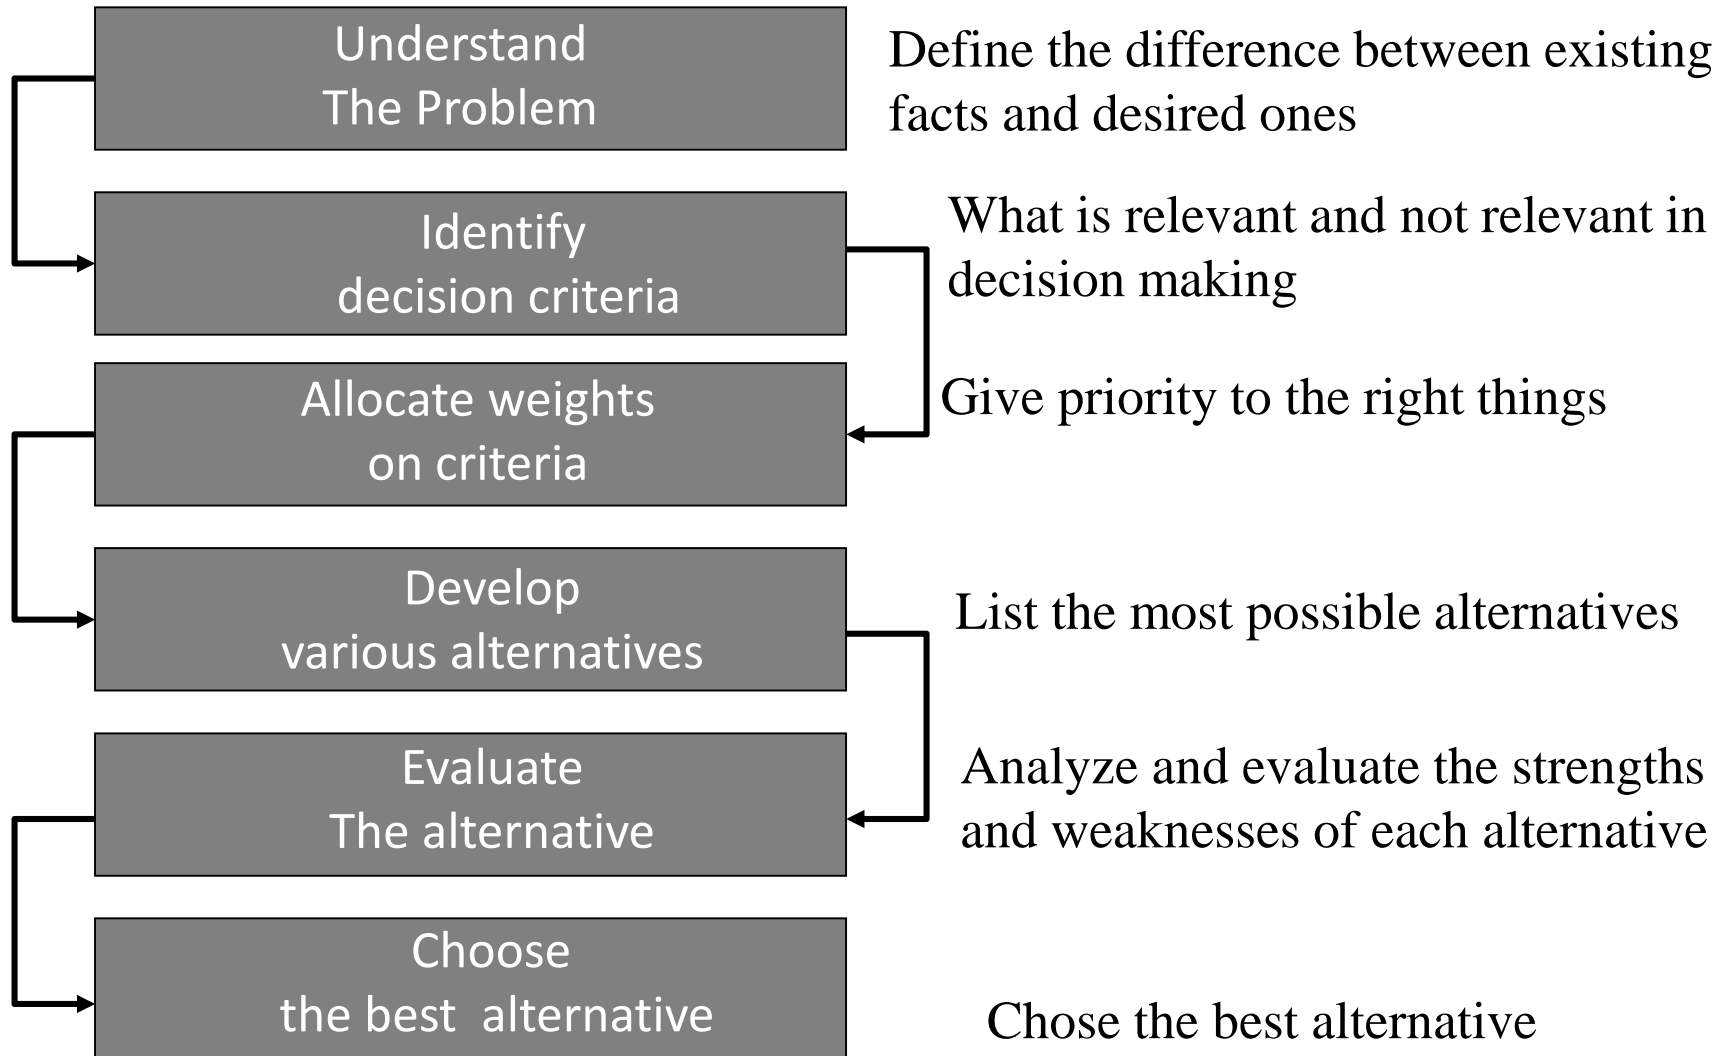 Understand
The Problem
Define the difference between existing
facts and desired ones
Identify
decision criteria
What is relevant and not relevant in
decision making
Allocate weights
on criteria
Give priority to the right things
Develop
various alternatives
List the most possible alternatives
Evaluate
The alternative
Analyze and evaluate the strengths
and weaknesses of each alternative
Choose
the best  alternative
Chose the best alternative